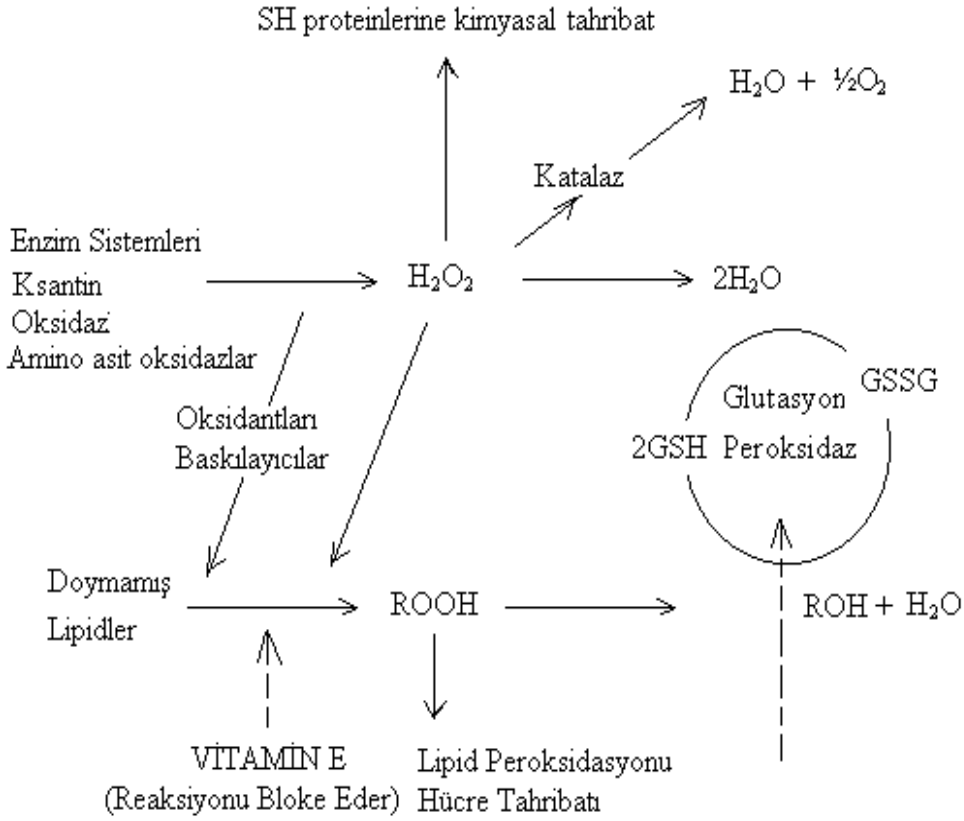 SH proteinlerine kimyasal tahribat
H₂O + ½O₂
Katalaz
Enzim Sistemleri
Ksantin
Oksidaz
Amino asit oksidazlar
H₂O₂
2H₂O
Oksidantları
Baskılayıcılar
Glutasyon
Peroksidaz
GSSG
2GSH
Doymamış
Lipidler
ROOH
ROH + H₂O
VİTAMİN E
(Reaksiyonu Bloke Eder)
Lipid Peroksidasyonu
Hücre Tahribatı